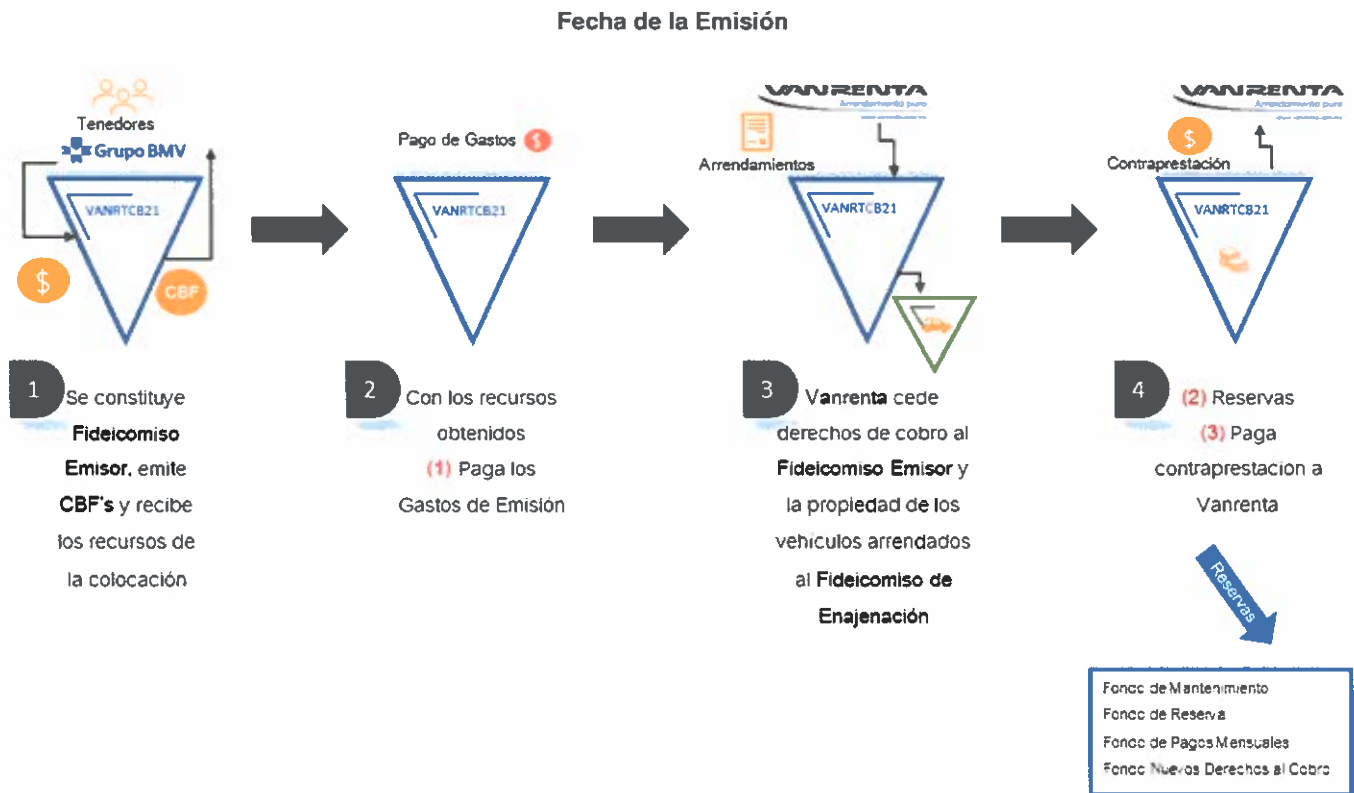 Fecha de la Emisión
Tenedores
Grupo BMV
VANRTCB21
$
CBF
1
Se constituye
Fideicomiso
Emisor, emite
CBF's y recibe
los recursos de
la colocación
Pago de Gastos $
VANRTCB21
2
Con los recursos
obtenidos
(1) Paga los
Gastos de Emisión
VANRENTA
Arrendamiento puro
Arrendamientos
VANRTCB21
3
Vanrenta cede
derechos de cobro al
Fideicomiso Emisor y
la propiedad de los
vehículos arrendados
al Fideicomiso de
Enajenación
VANRENTA
Arrendamiento puro
$
Contraprestación
VANRTCB21
4
(2) Reservas
(3) Paga
contraprestacion a
Vanrenta
Reservas
Fondo de Mantenimiento
Fondo de Reserva
Fondo de Pagos Mensuales
Fondo Nuevos Derechos al Cobro